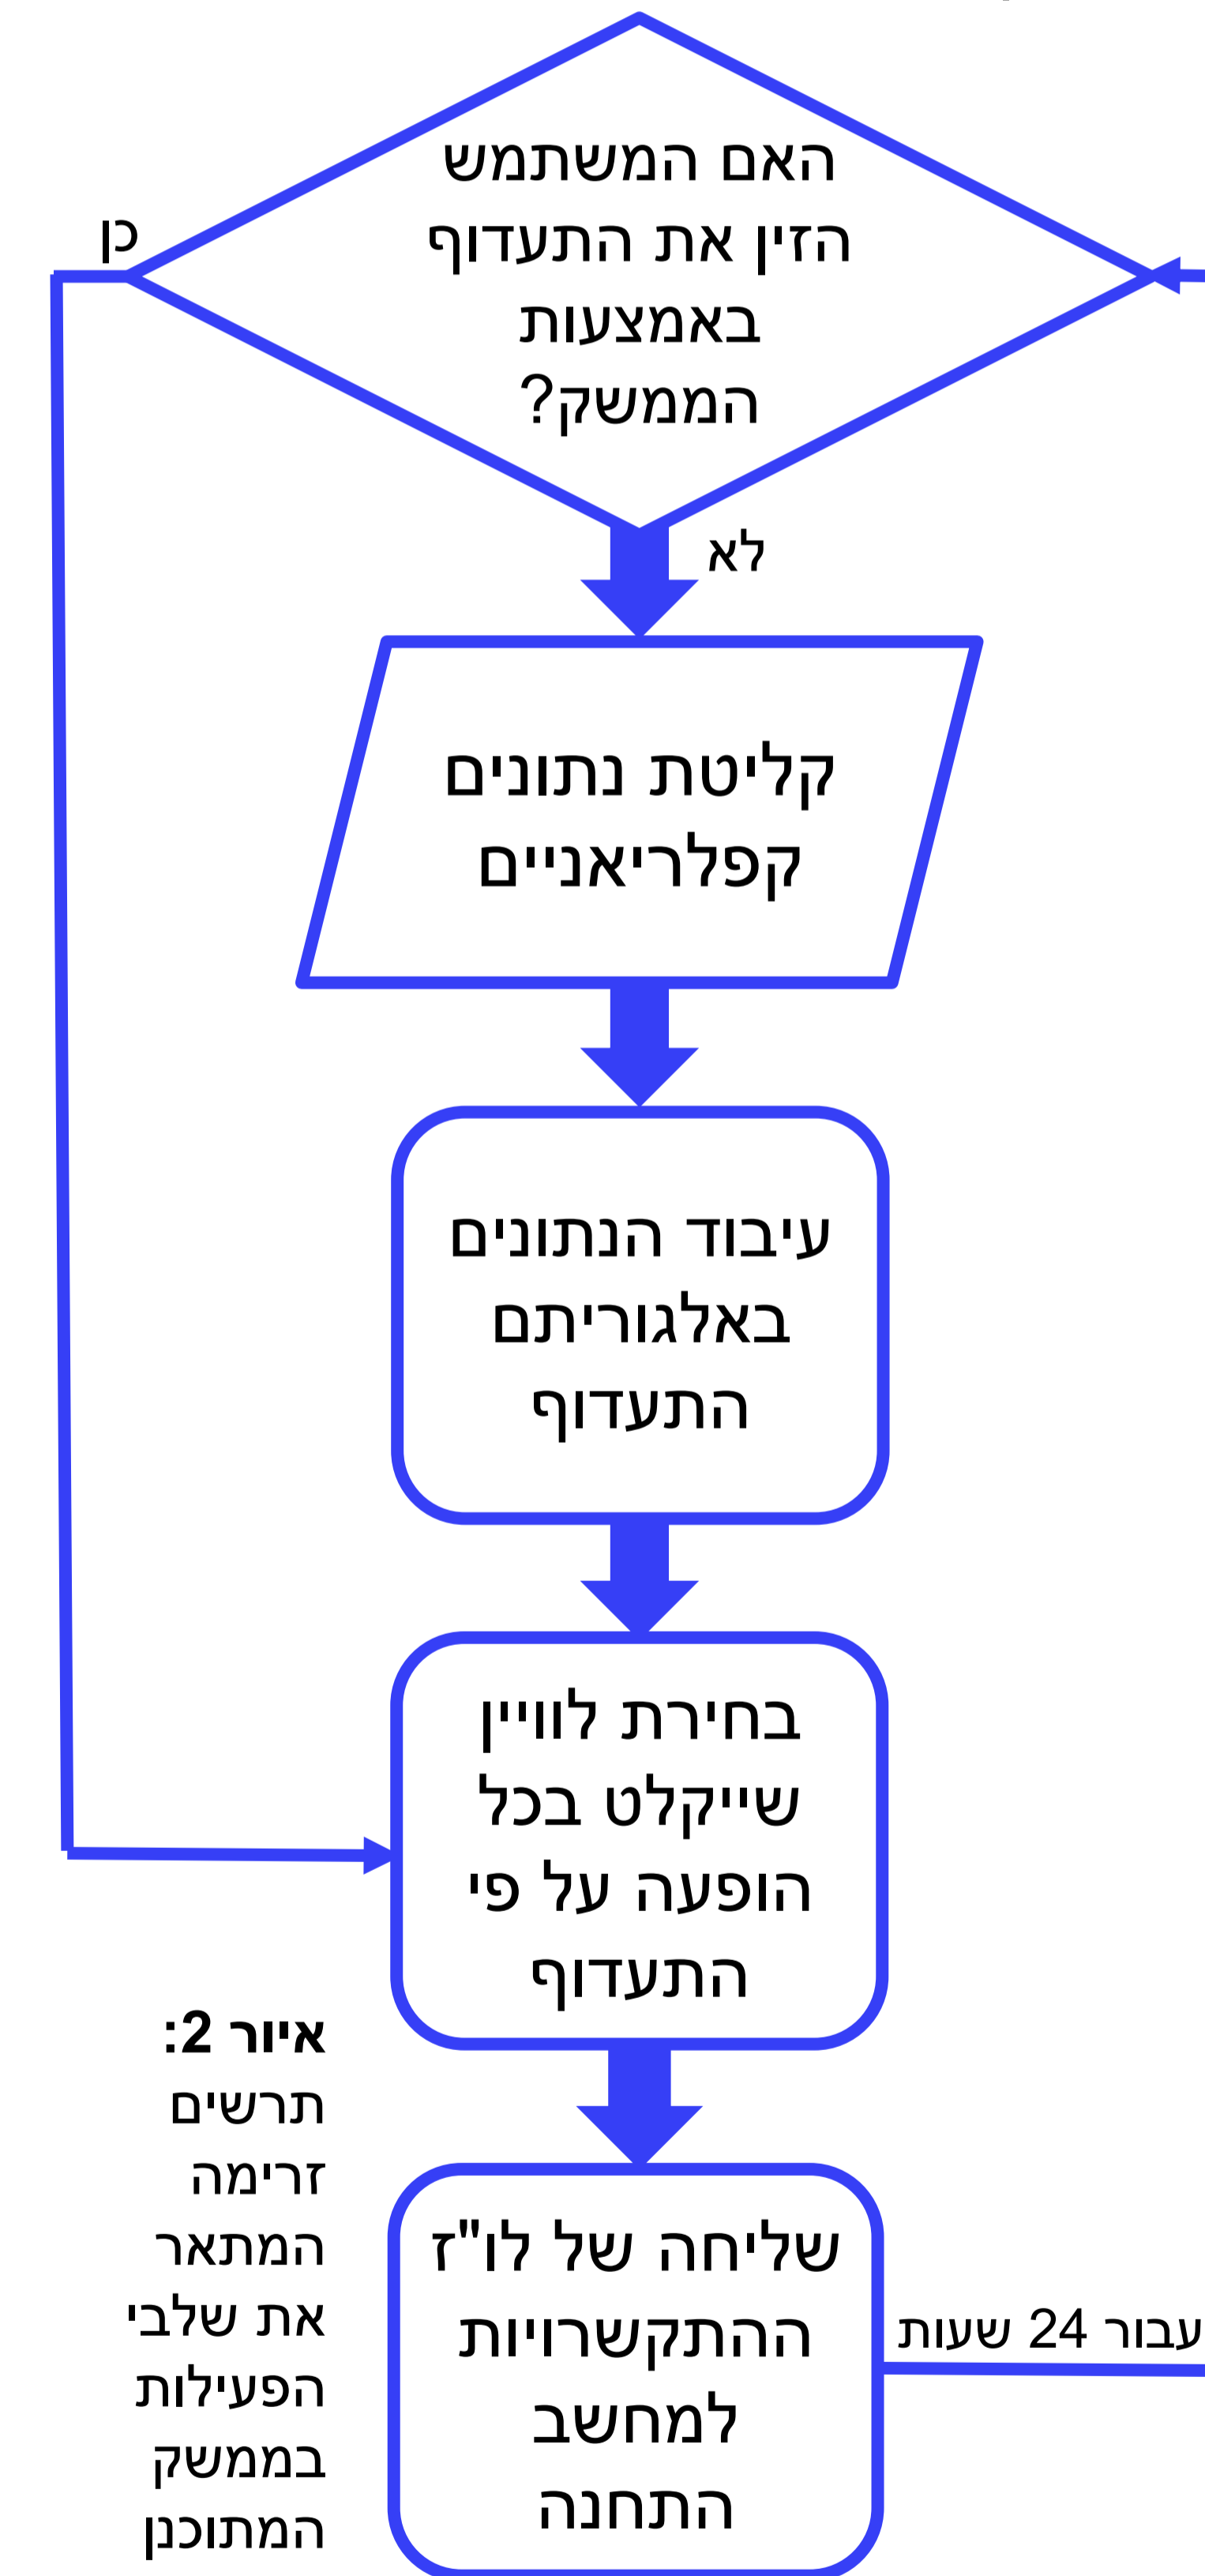 האם המשתמש
הזין את התעדוף
באמצעות
הממשק?
כן
לא
קליטת נתונים
קפלריאניים
עיבוד הנתונים
באלגוריתם
התעדוף
בחירת לוויין
שייקלט בכל
הופעה על פי
התעדוף
שליחה של לו"ז
ההתקשרויות
למחשב
התחנה
עבור 24 שעות
איור 2:
תרשים
זרימה
המתאר
את שלבי
הפעילות
בממשק
המתוכנן